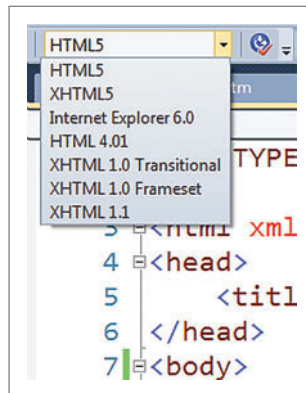 HTML5
HTML5
XHTML5
Internet Explorer 6.0
HTML 4.01
XHTML 1.0 Transitional
XHTML 1.0 Frameset
XHTML 1.1
tm
TYPE
3 <html xml
4 <head>
5 <titl
6 </head>
7 <body>